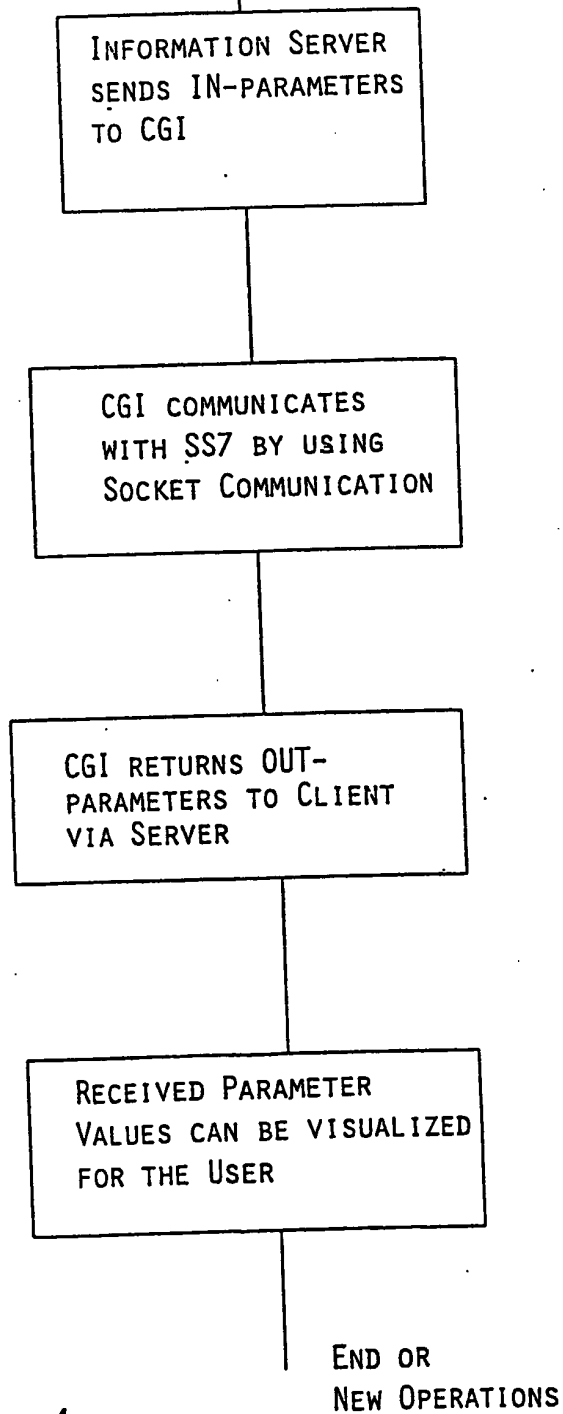 INFORMATION SERVER
SENDS IN-PARAMETERS
TO CGI
CGI COMMUNICATES
WITH SS7 BY USING
SOCKET COMMUNICATION
CGI RETURNS OUT-
PARAMETERS TO CLIENT
VIA SERVER
RECEIVED PARAMETER
VALUES CAN BE VISUALIZED
FOR THE USER
END OR
NEW OPERATIONS